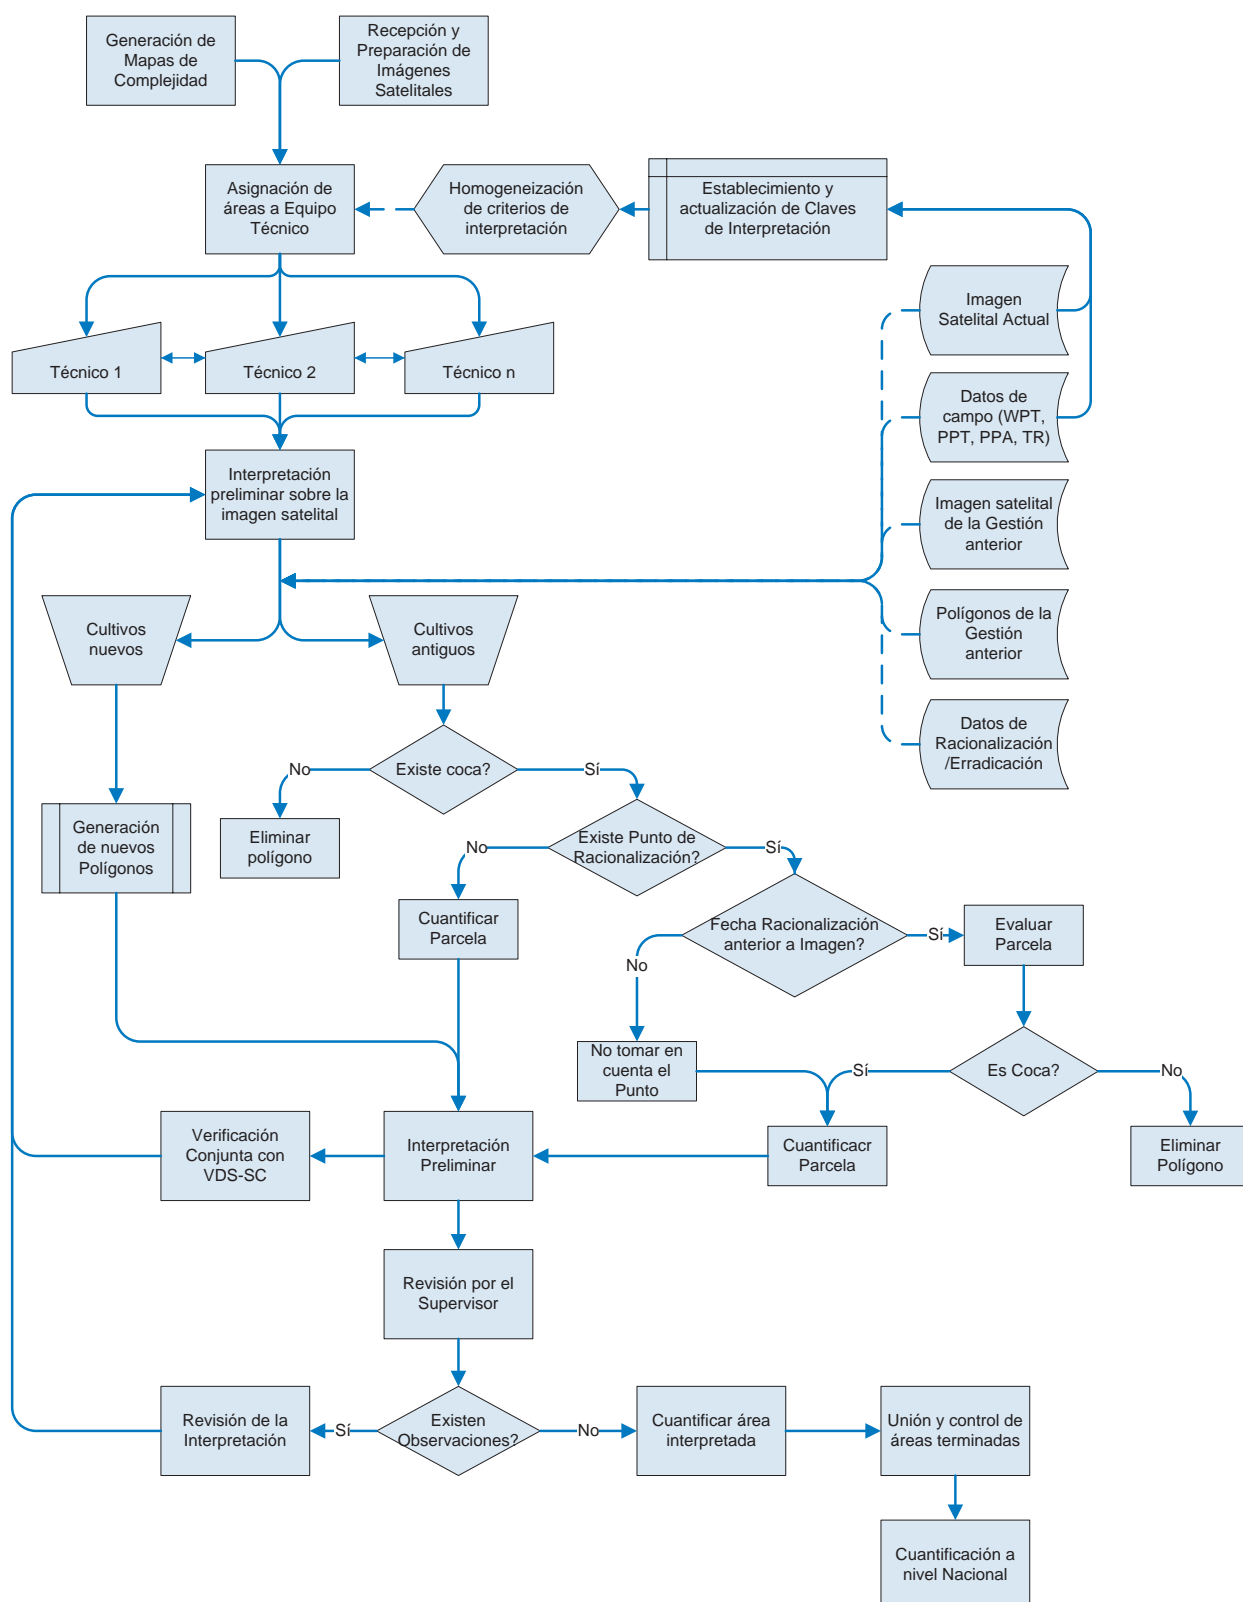 Generación de
Mapas de
Complejidad
Recepción y
Preparación de
Imágenes
Satelitales
Asignación de
áreas a Equipo
Técnico
Homogeneización
de criterios de
interpretación
Establecimiento y
actualización de Claves
de Interpretación
Imagen
Satelital Actual
Técnico 1
Técnico 2
Técnico n
Datos de
campo (WPT,
PPT, PPA, TR)
Interpretación
preliminar sobre la
imagen satelital
Imagen satelital
de la Gestión
anterior
Cultivos
nuevos
Cultivos
antiguos
Polígonos de la
Gestión
anterior
Datos de
Racionalización
/Erradicación
No
Existe coca?
Sí
Generación
de nuevos
Polígonos
Eliminar
polígono
No
Existe Punto de
Racionalización?
Sí
Cuantificar
Parcela
Fecha Racionalización
anterior a Imagen?
Sí
Evaluar
Parcela
No
No tomar en
cuenta el
Punto
Sí
Es Coca?
No
Verificación
Conjunta con
VDS-SC
Interpretación
Preliminar
Cuantificacr
Parcela
Eliminar
Polígono
Revisión por el
Supervisor
Revisión de la
Interpretación
Sí
Existen
Observaciones?
No
Cuantificar área
interpretada
Unión y control de
áreas terminadas
Cuantificación a
nivel Nacional